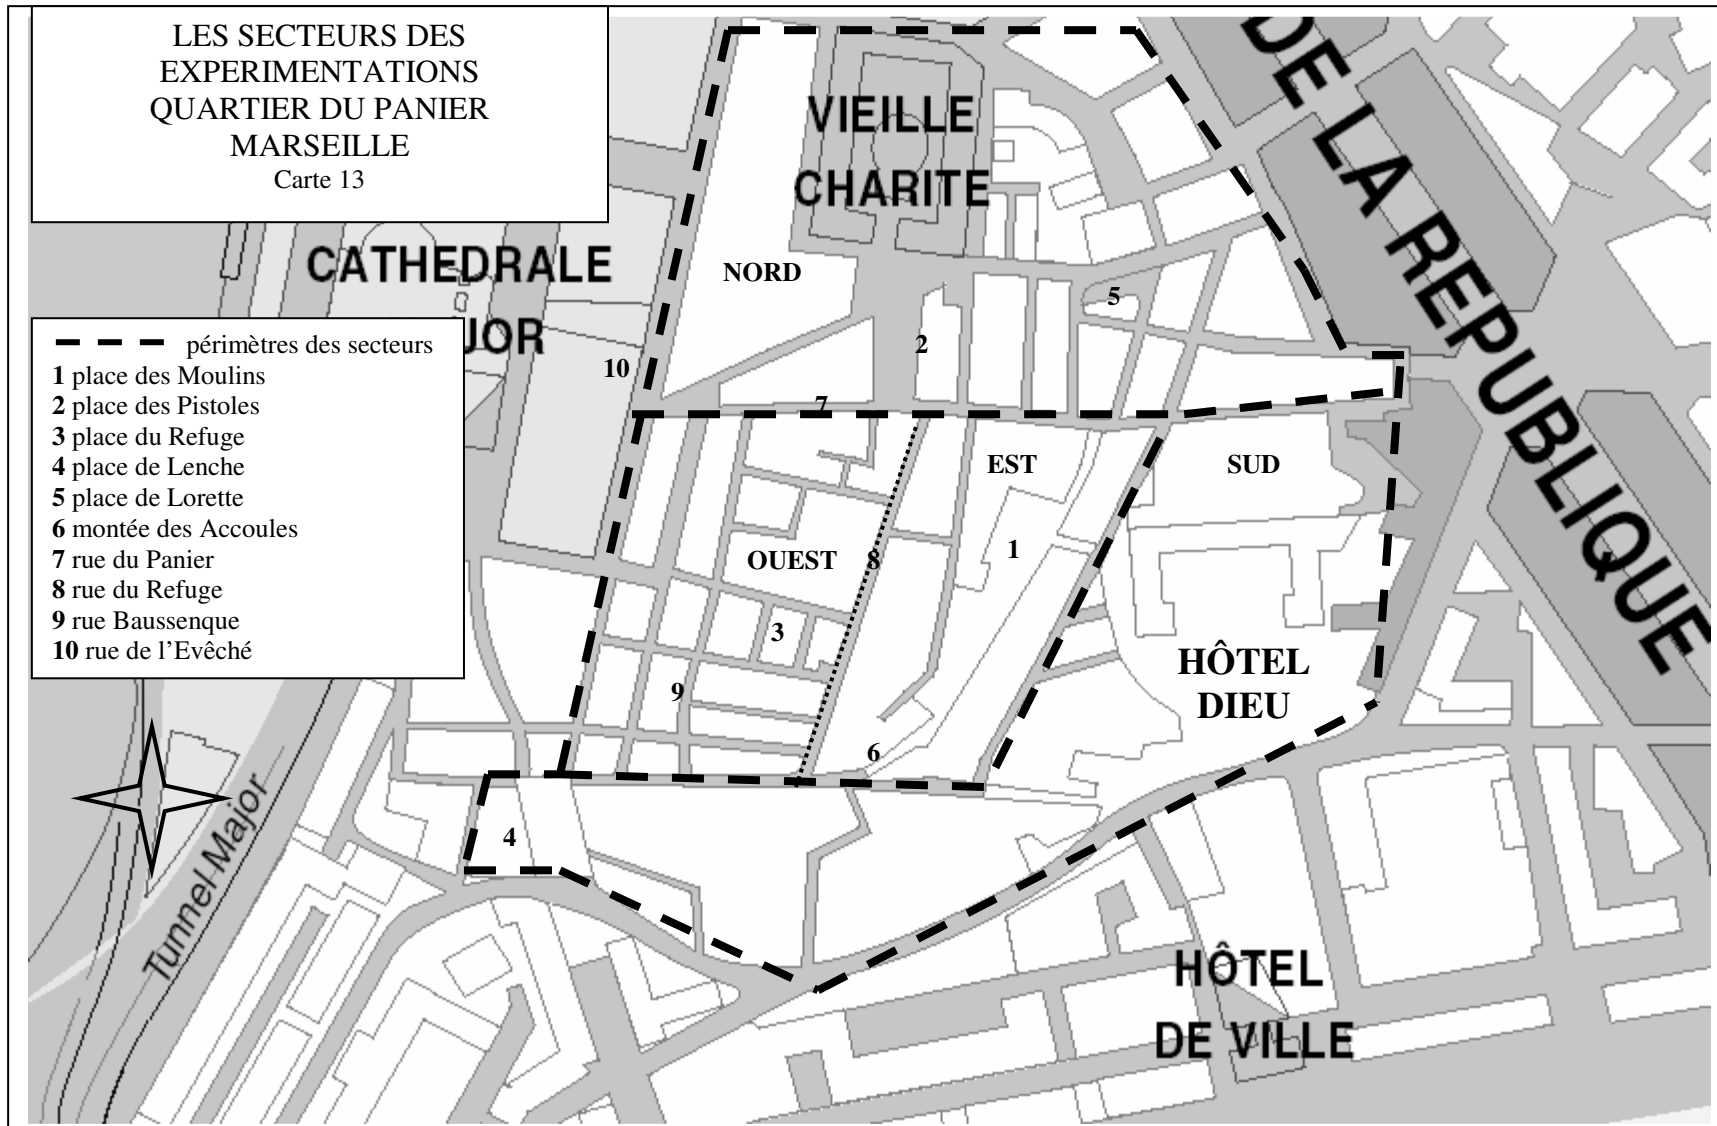 LES SECTEURS DES
EXPERIMENTATIONS
QUARTIER DU PANIER
MARSEILLE
Carte 13
DE LA REPUBLIQUE
VIEILLE
CHARITE
CATHEDRALE
JOR
NORD
5
2
10
7
périmètres des secteurs
1 place des Moulins
2 place des Pistoles
3 place du Refuge
4 place de Lenche
5 place de Lorette
6 montée des Accoules
7 rue du Panier
8 rue du Refuge
9 rue Baussenque
10 rue de l'Evêché
EST
SUD
OUEST
8
1
3
9
6
HÔTEL
DIEU
4
Tunnel Major
HÔTEL
DE VILLE